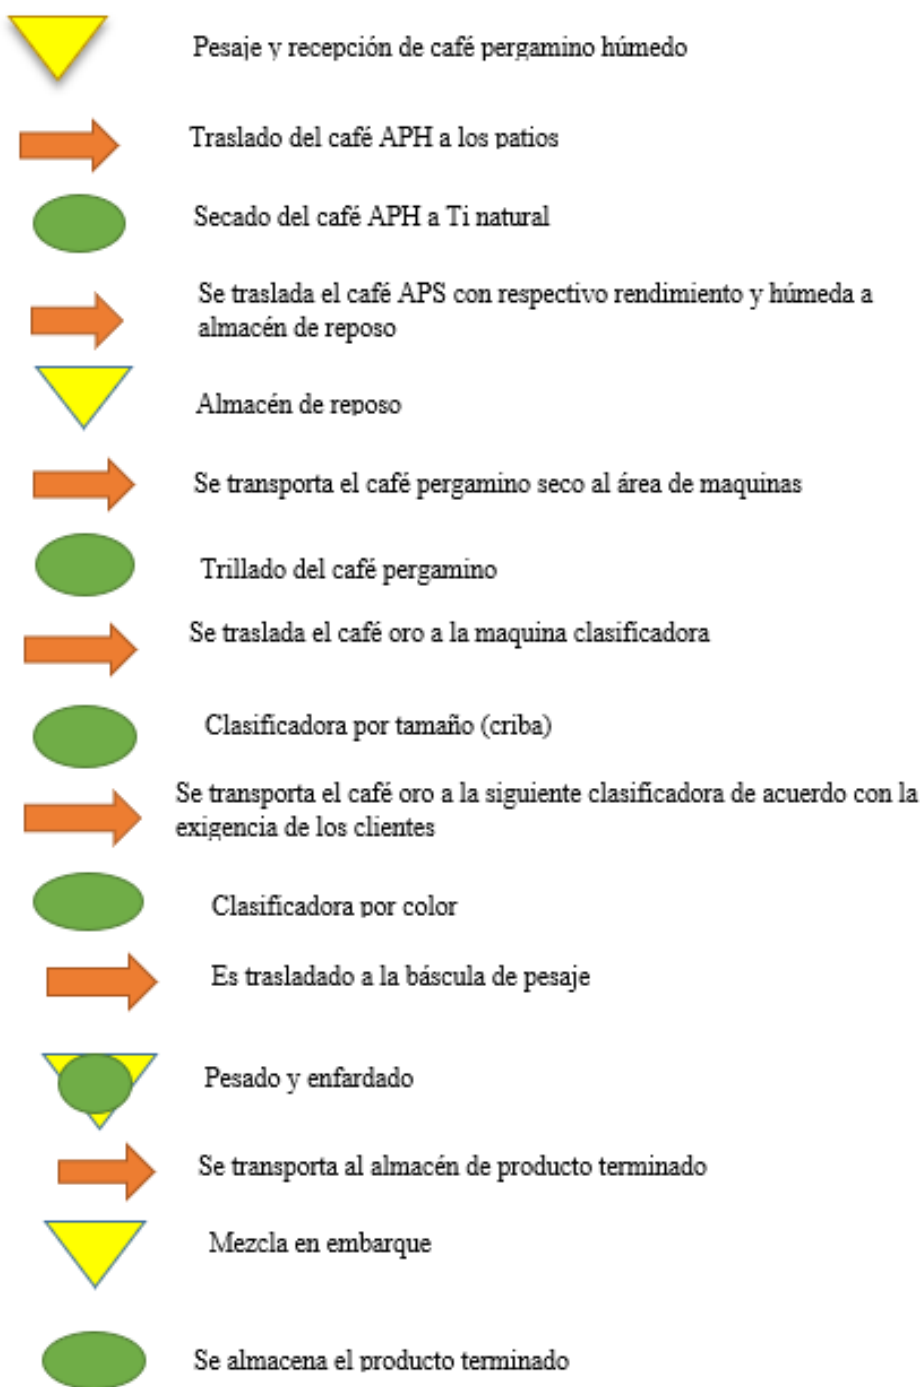 Pesaje y recepción de café pergamino húmedo
Traslado del café APH a los patios
Secado del café APH a Ti natural
Se traslada el café APS con respectivo rendimiento y húmeda a
almacén de reposo
Almacén de reposo
Se transporta el café pergamino seco al área de maquinas
Trillado del café pergamino
Se traslada el café oro a la maquina clasificadora
Clasificadora por tamaño (criba)
Se transporta el café oro a la siguiente clasificadora de acuerdo con la
exigencia de los clientes
Clasificadora por color
Es trasladado a la báscula de pesaje
Pesado y enfardado
Se transporta al almacén de producto terminado
Mezcla en embarque
Se almacena el producto terminado